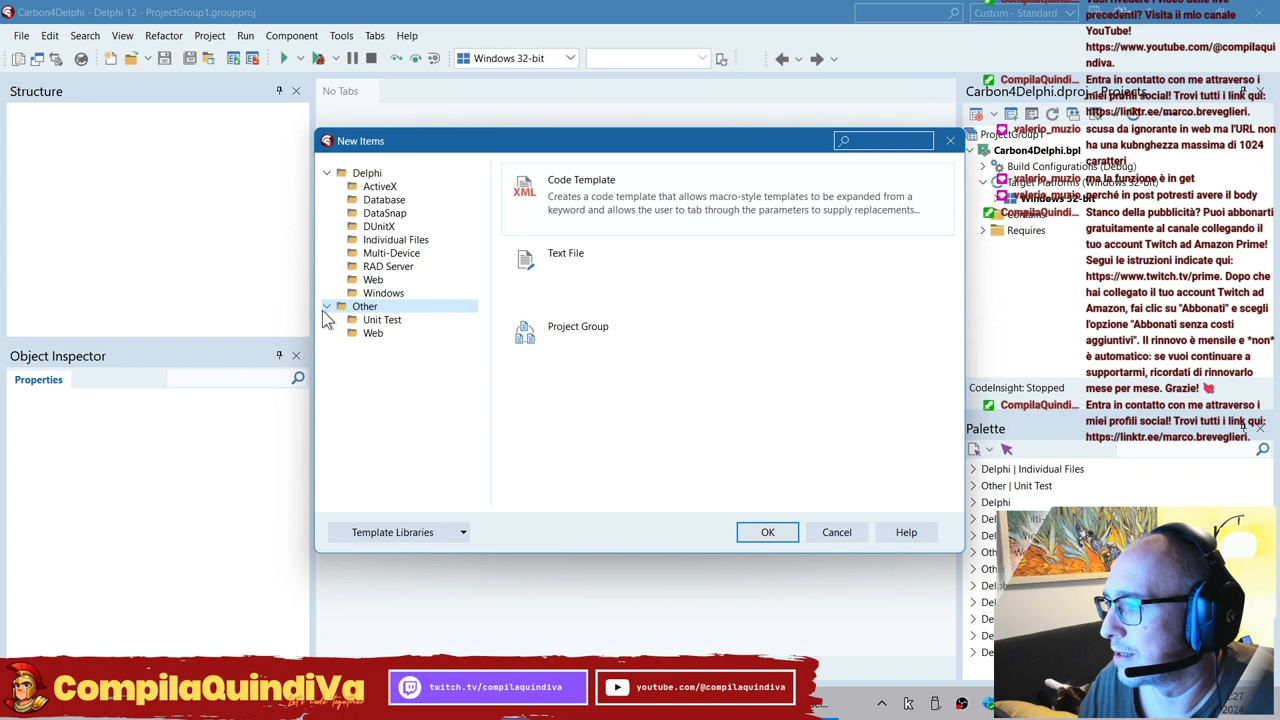 Carbon4Delphi - Delphi 12 - ProjectGroup1.groupproj
Custom - Standard
File Edit Search View Refactor Project Run Component Tools Tabs Help
Windows 32-bit
Structure
No Tabs
Object Inspector
Properties
New Items
Delphi
ActiveX
Database
DataSnap
DUnitX
Individual Files
Multi-Device
RAD Server
Web
Windows
Other
Unit Test
Web
Code Template
Creates a code template that allows macro-style templates to be expanded from a
keyword and allows the user to tab through the parameters to supply replacements...
Text File
Project Group
Template Libraries
OK
Cancel
Help
Carbon4Delphi.dproj - Projects
ProjectGroup1
Carbon4Delphi.bpl
Build Configurations (Debug)
Target Platforms (Windows 32-bit)
Windows 32-bit
Contains
Requires
CodeInsight: Stopped
precedenti? Visita il mio canale
YouTube!
https://www.youtube.com/@compilaqui
ndiva.
CompilaQuindi... Entra in contatto con me attraverso i
miei profili social! Trovi tutti i link qui:
https://linktr.ee/marco.breveglieri.
valerio_muzio scusa da ignorante in web ma l'URL non
ha una kubnghezza massima di 1024
caratteri
valerio_muzio ma la funzione è in get
valerio_muzio perché in post potresti avere il body
CompilaQuindi... Stanco della pubblicità? Puoi abbonarti
gratuitamente al canale collegando il
tuo account Twitch ad Amazon Prime!
Segui le istruzioni indicate qui:
https://www.twitch.tv/prime. Dopo che
hai collegato il tuo account Twitch ad
Amazon, fai clic su "Abbonati" e scegli
l'opzione "Abbonati senza costi
aggiuntivi". Il rinnovo è mensile e *non*
è automatico: se vuoi continuare a
supportarmi, ricordati di rinnovarlo
mese per mese. Grazie! 💘
CompilaQuindi... Entra in contatto con me attraverso i
miei profili social! Trovi tutti i link qui:
https://linktr.ee/marco.breveglieri.
Palette
Delphi | Individual Files
Other | Unit Test
Delphi
CompilaQuindiVa
Let's Code Together
twitch.tv/compilaquindiva
youtube.com/@compilaquindiva